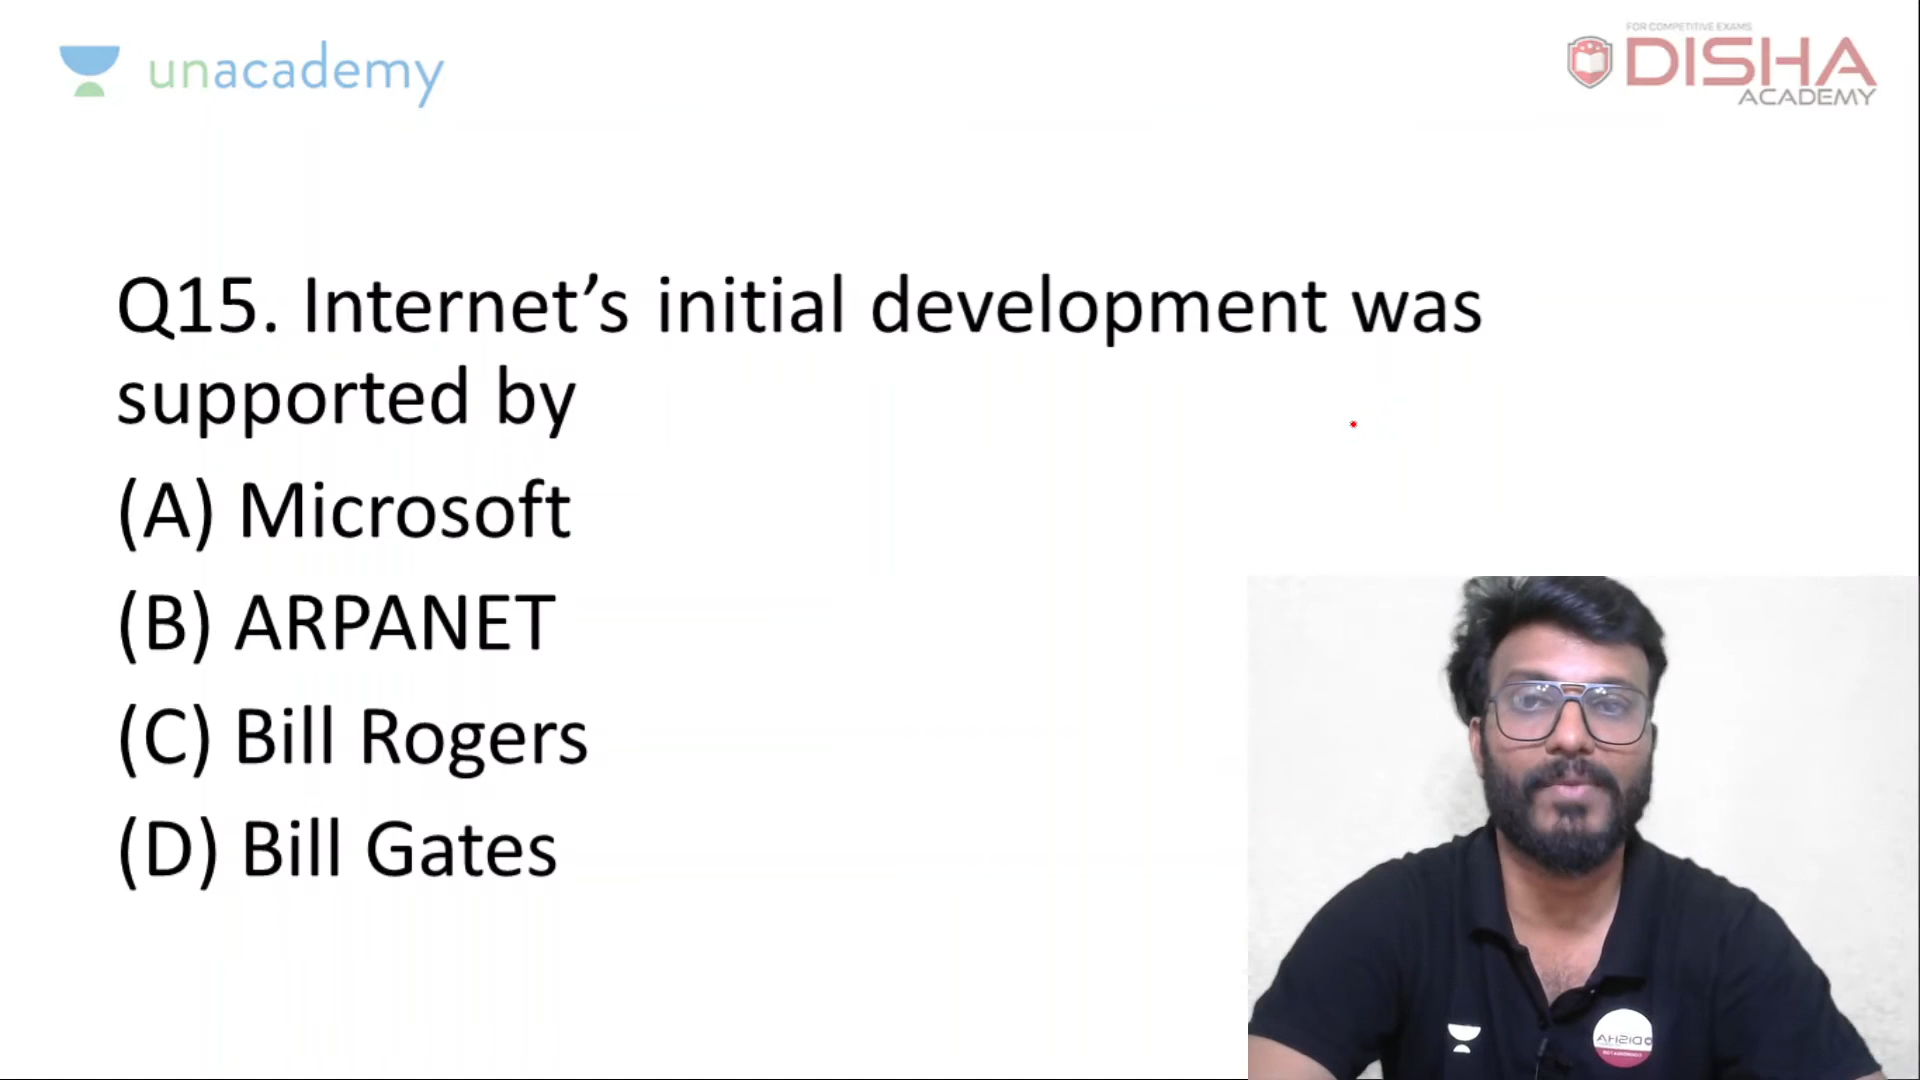 unacademy
FOR COMPETITIVE EXAMS
DISHA
ACADEMY
Q15. Internet’s initial development was
supported by
(A) Microsoft
(B) ARPANET
(C) Bill Rogers
(D) Bill Gates
DISHA